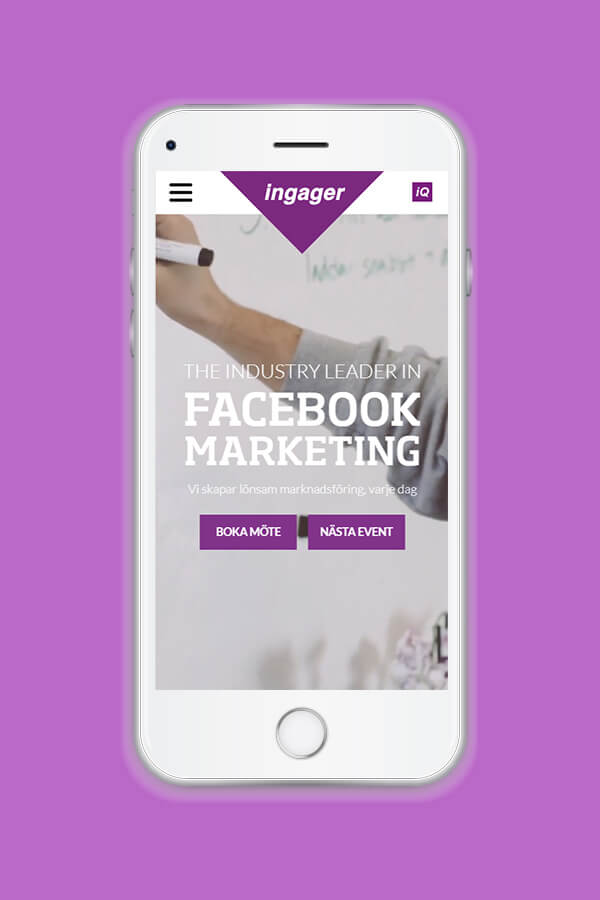 ingager
iQ
THE INDUSTRY LEADER IN
FACEBOOK
MARKETING
Vi skapar lönsam marknadsföring, varje dag
BOKA MÖTE
NÄSTA EVENT